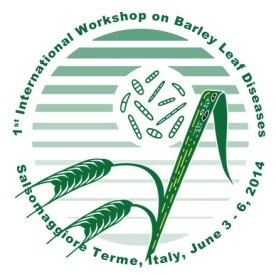 1st International Workshop on Barley Leaf Diseases
Salsomaggiore Terme, Italy, June 3 - 6, 2014